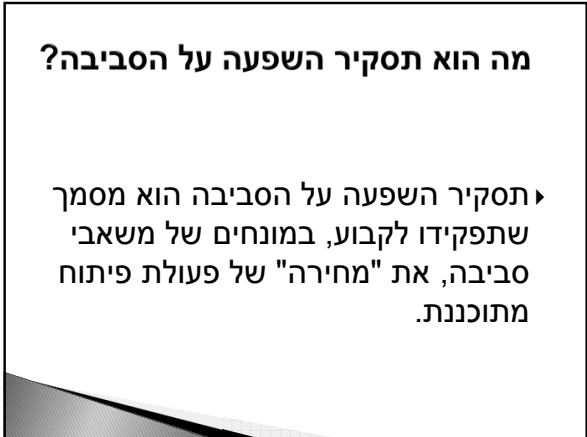 מה הוא תסקיר השפעה על הסביבה?
תסקיר השפעה על הסביבה הוא מסמך
שתפקידו לקבוע, במונחים של משאבי
סביבה, את "מחירה" של פעולת פיתוח
מתוכננת.